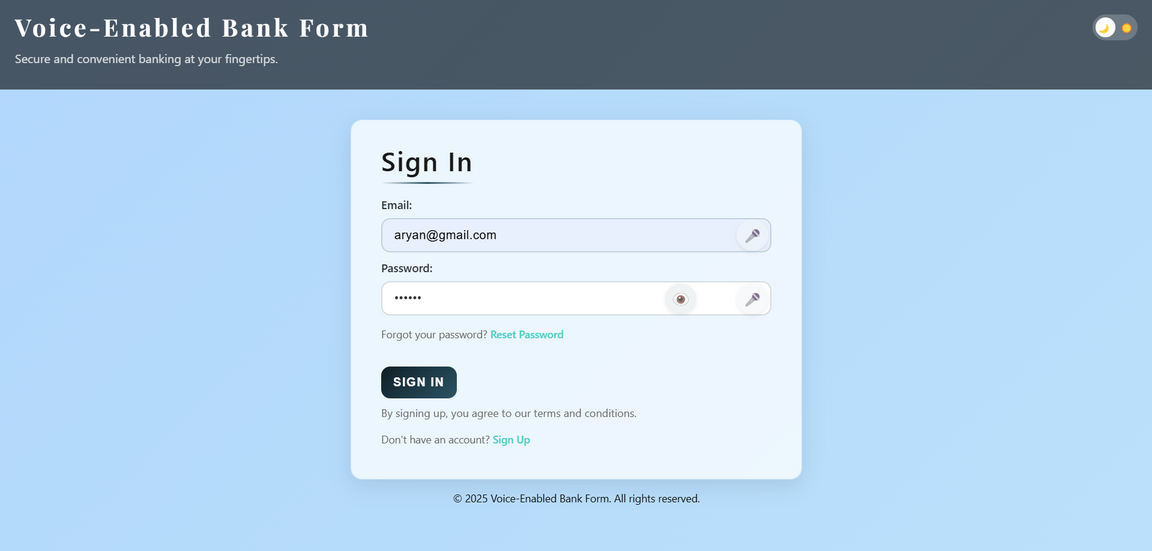 Voice-Enabled Bank Form
Secure and convenient banking at your fingertips.
Sign In
Email:
aryan@gmail.com
Password:
••••••
Forgot your password? Reset Password
SIGN IN
By signing up, you agree to our terms and conditions.
Don't have an account? Sign Up
© 2025 Voice-Enabled Bank Form. All rights reserved.